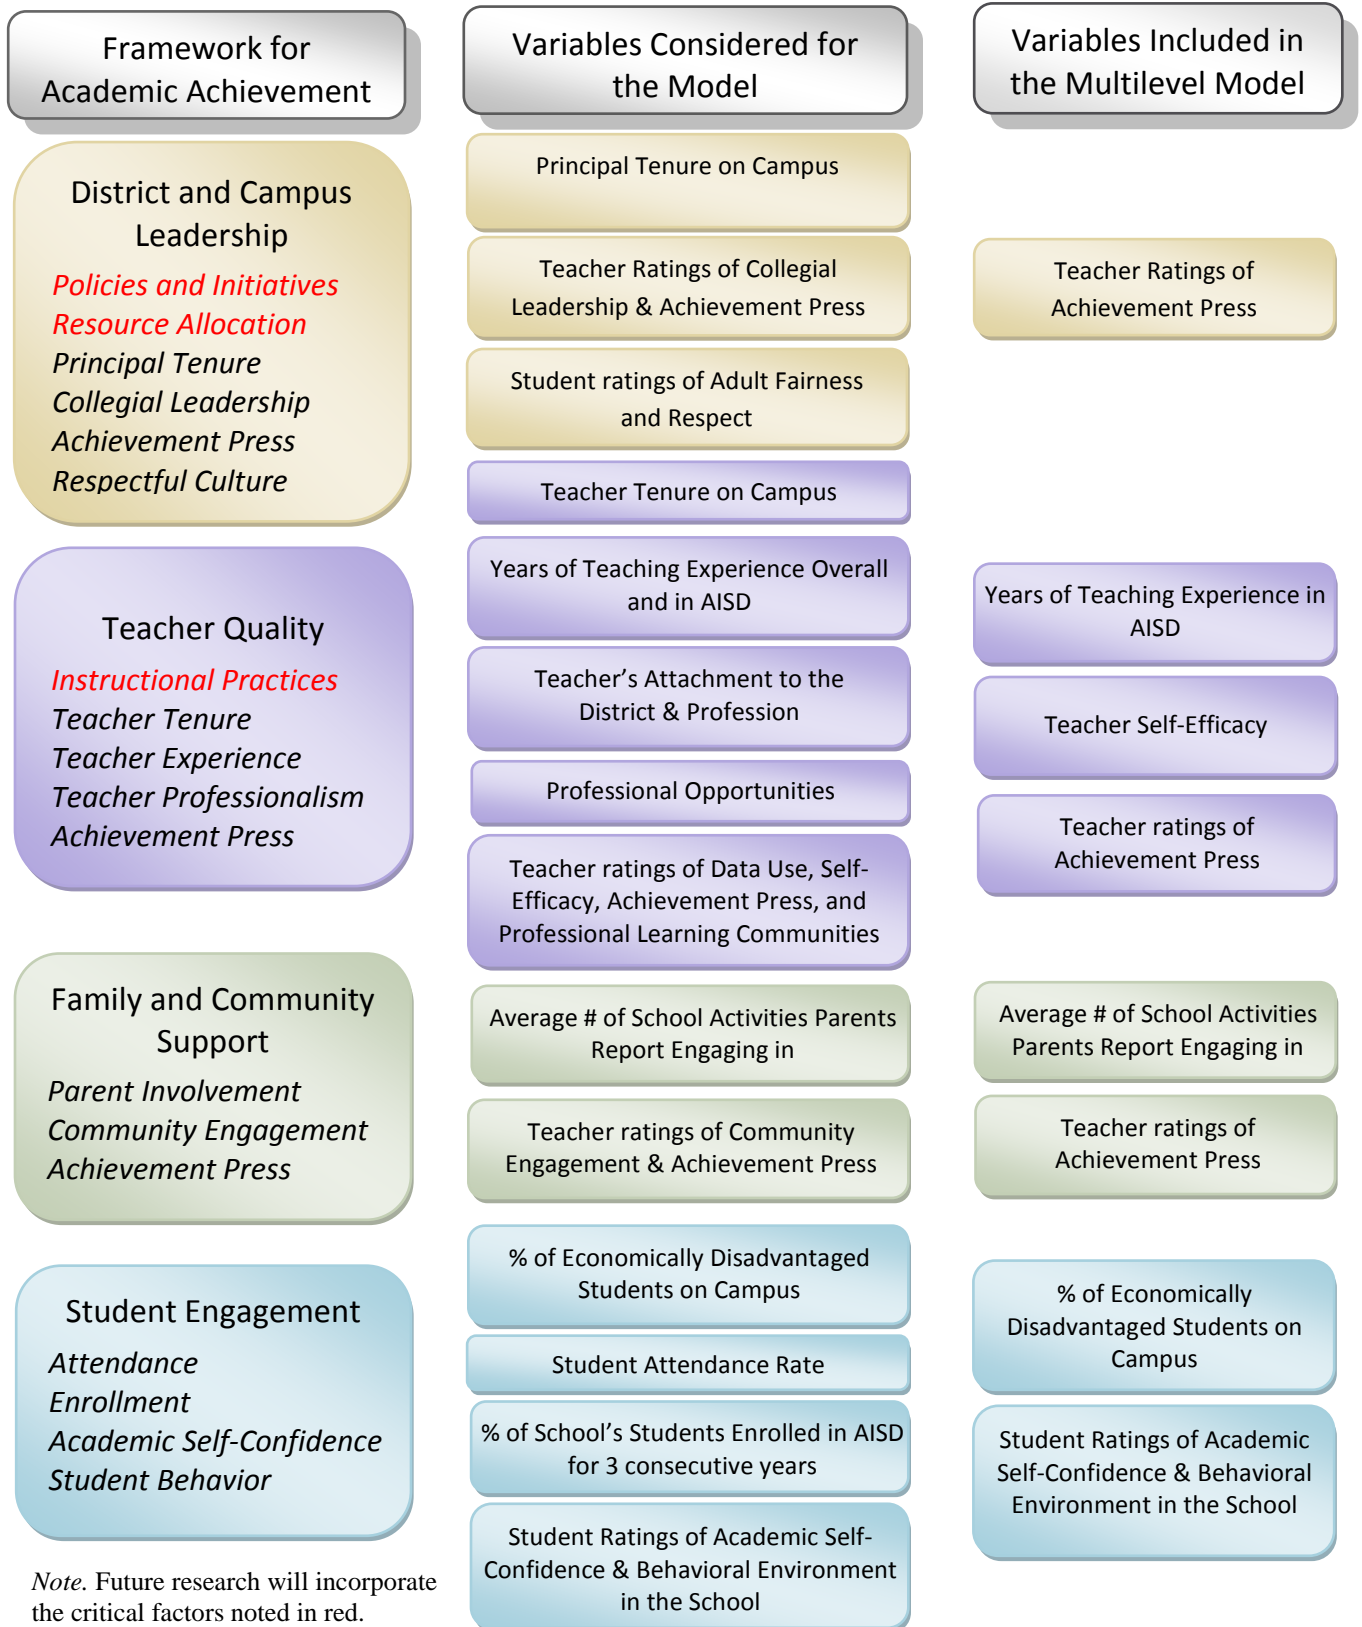 Framework for
Academic Achievement
District and Campus
Leadership
Policies and Initiatives
Resource Allocation
Principal Tenure
Collegial Leadership
Achievement Press
Respectful Culture
Teacher Quality
Instructional Practices
Teacher Tenure
Teacher Experience
Teacher Professionalism
Achievement Press
Family and Community
Support
Parent Involvement
Community Engagement
Achievement Press
Student Engagement
Attendance
Enrollment
Academic Self-Confidence
Student Behavior
Note. Future research will incorporate
the critical factors noted in red.
Variables Considered for
the Model
Principal Tenure on Campus
Teacher Ratings of Collegial
Leadership & Achievement Press
Student ratings of Adult Fairness
and Respect
Teacher Tenure on Campus
Years of Teaching Experience Overall
and in AISD
Teacher’s Attachment to the
District & Profession
Professional Opportunities
Teacher ratings of Data Use, Self-
Efficacy, Achievement Press, and
Professional Learning Communities
Average # of School Activities Parents
Report Engaging in
Teacher ratings of Community
Engagement & Achievement Press
% of Economically Disadvantaged
Students on Campus
Student Attendance Rate
% of School’s Students Enrolled in AISD
for 3 consecutive years
Student Ratings of Academic Self-
Confidence & Behavioral Environment
in the School
Variables Included in
the Multilevel Model
Teacher Ratings of
Achievement Press
Years of Teaching Experience in
AISD
Teacher Self-Efficacy
Teacher ratings of
Achievement Press
Average # of School Activities
Parents Report Engaging in
Teacher ratings of
Achievement Press
% of Economically
Disadvantaged Students on
Campus
Student Ratings of Academic
Self-Confidence & Behavioral
Environment in the School